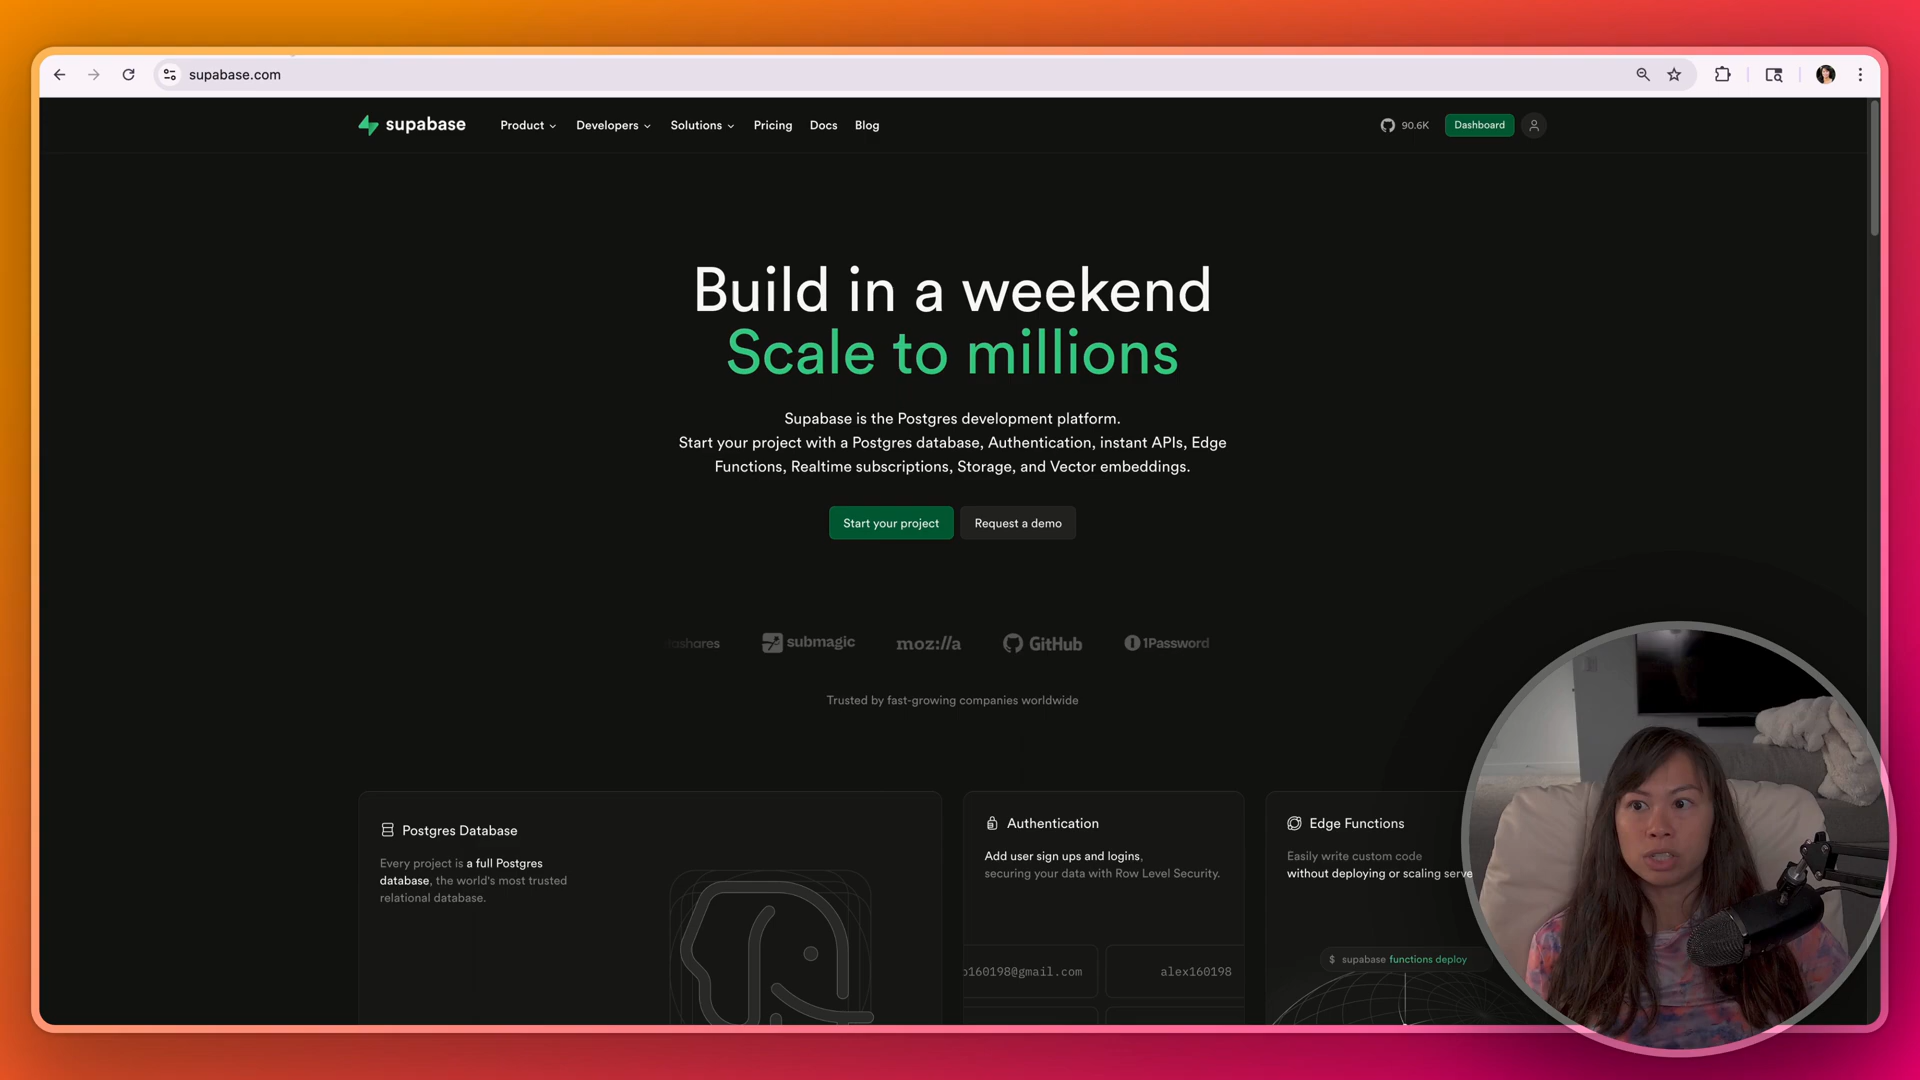 supabase.com
supabase
Product
Developers
Solutions
Pricing
Docs
Blog
90.6K
Dashboard
Build in a weekend
Scale to millions
Supabase is the Postgres development platform.
Start your project with a Postgres database, Authentication, instant APIs, Edge
Functions, Realtime subscriptions, Storage, and Vector embeddings.
Start your project
Request a demo
submagic
moz://a
GitHub
1Password
Trusted by fast-growing companies worldwide
Postgres Database
Every project is a full Postgres
database, the world's most trusted
relational database.
Authentication
Add user sign ups and logins,
securing your data with Row Level Security.
160198@gmail.com
alex160198
Edge Functions
Easily write custom code
without deploying or scaling serve
$ supabase functions deploy